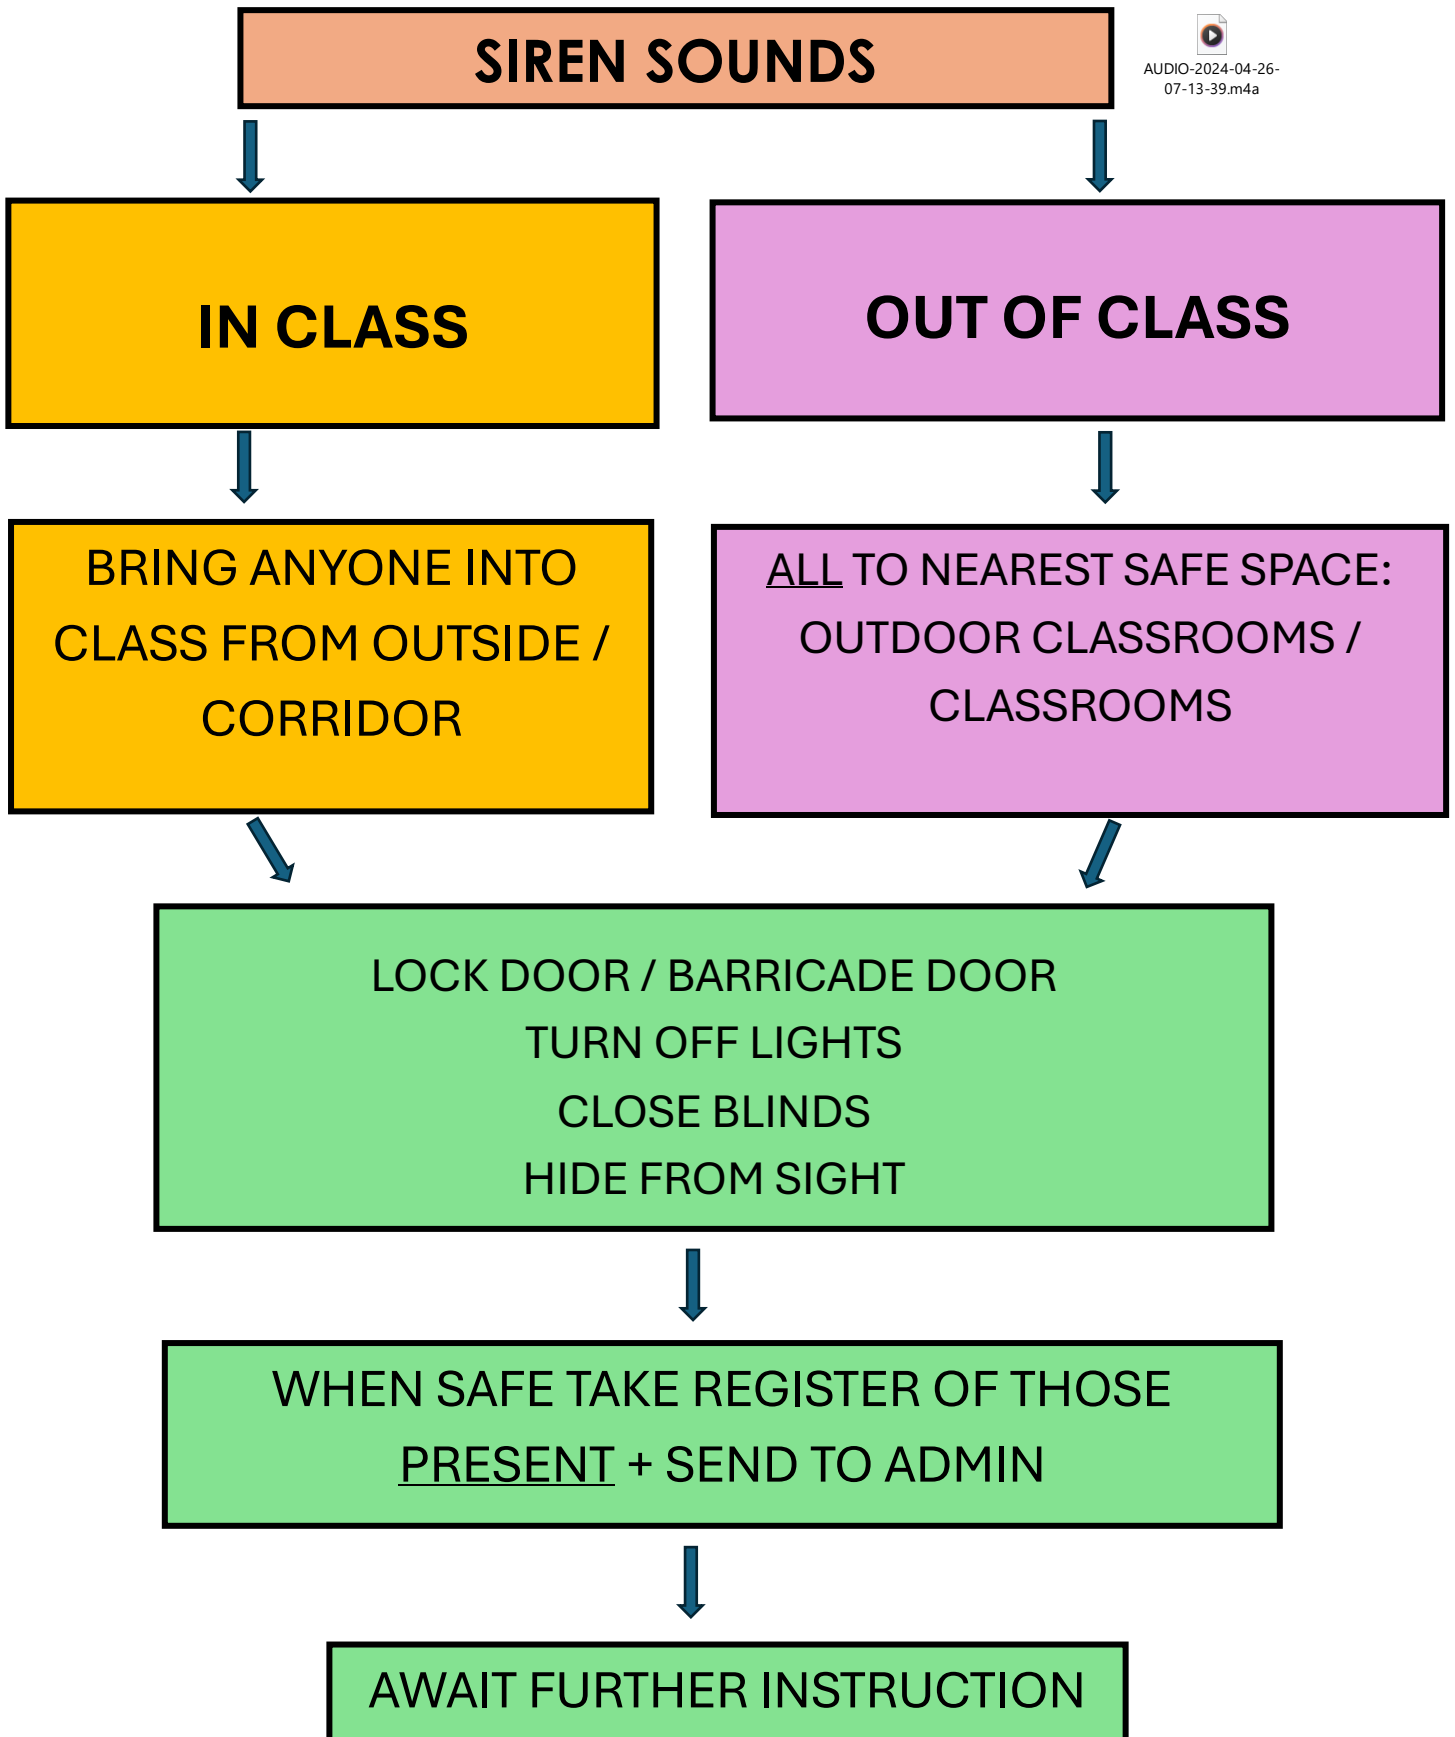 SIREN SOUNDS
AUDIO-2024-04-26-
07-13-39.m4a
IN CLASS
OUT OF CLASS
BRING ANYONE INTO
CLASS FROM OUTSIDE /
CORRIDOR
ALL TO NEAREST SAFE SPACE:
OUTDOOR CLASSROOMS /
CLASSROOMS
LOCK DOOR / BARRICADE DOOR
TURN OFF LIGHTS
CLOSE BLINDS
HIDE FROM SIGHT
WHEN SAFE TAKE REGISTER OF THOSE
PRESENT + SEND TO ADMIN
AWAIT FURTHER INSTRUCTION